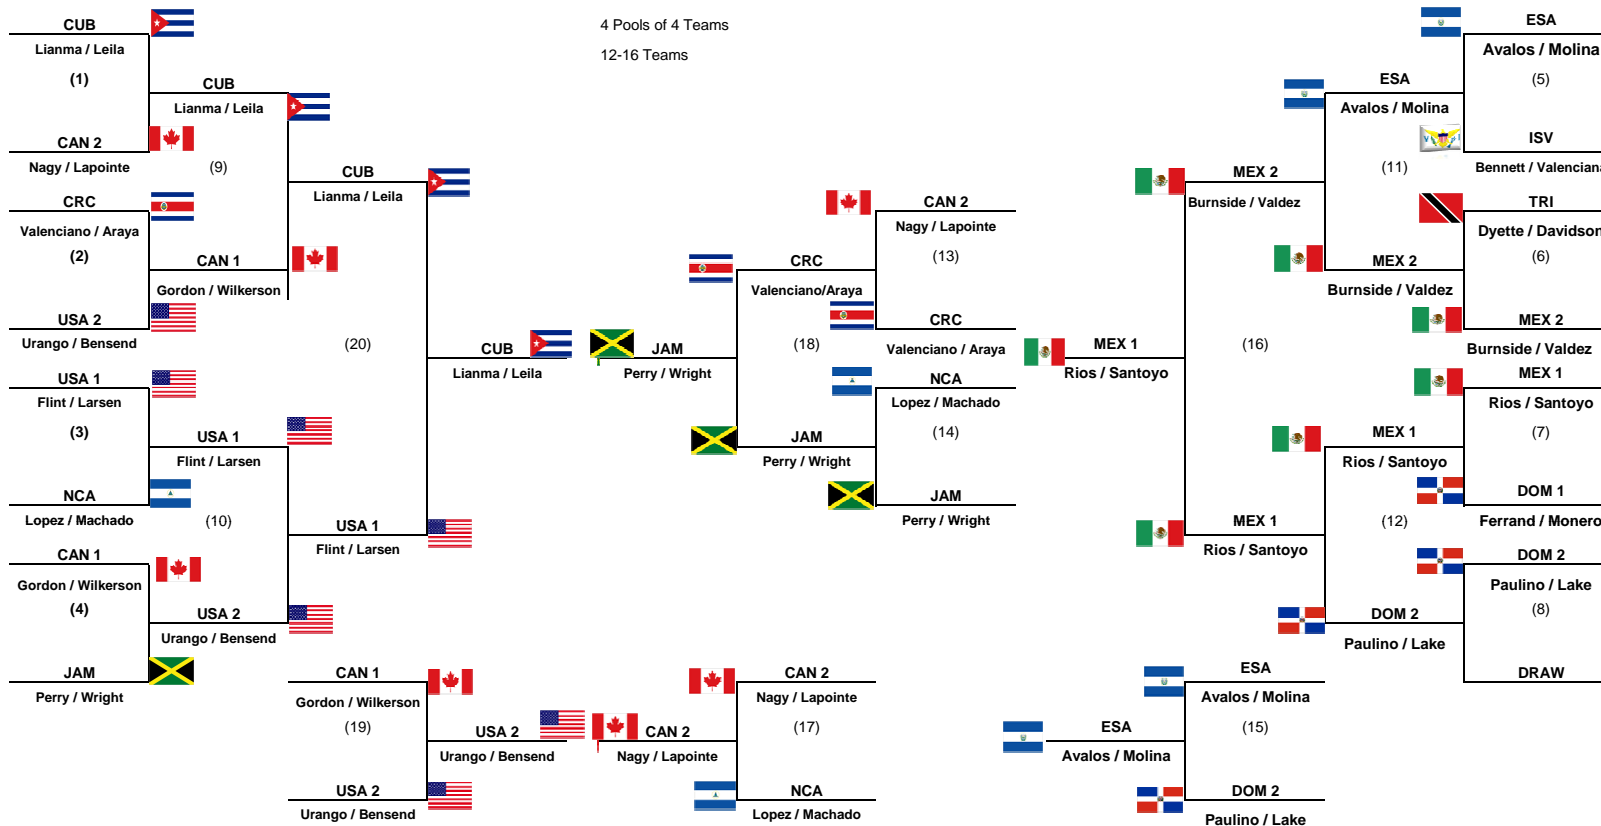 4 Pools of 4 Teams
12-16 Teams
CUB
Lianma / Leila
(1)
CAN 2
Nagy / Lapointe
CRC
Valenciano / Araya
(2)
USA 2
Urango / Bensend
USA 1
Flint / Larsen
(3)
NCA
Lopez / Machado
CAN 1
Gordon / Wilkerson
(4)
JAM
Perry / Wright
CUB
Lianma / Leila
(9)
CAN 1
Gordon / Wilkerson
USA 1
Flint / Larsen
(10)
USA 2
Urango / Bensend
CUB
Lianma / Leila
(20)
USA 1
Flint / Larsen
CUB
Lianma / Leila
CAN 1
Gordon / Wilkerson
(19)
USA 2
Urango / Bensend
USA 2
Urango / Bensend
JAM
Perry / Wright
CRC
Valenciano/Araya
(18)
JAM
Perry / Wright
CAN 2
Nagy / Lapointe
(13)
CRC
Valenciano / Araya
NCA
Lopez / Machado
(14)
JAM
Perry / Wright
CAN 2
Nagy / Lapointe
CAN 2
Nagy / Lapointe
(17)
NCA
Lopez / Machado
MEX 1
Rios / Santoyo
MEX 2
Burnside / Valdez
(16)
MEX 1
Rios / Santoyo
ESA
Avalos / Molina
(11)
MEX 2
Burnside / Valdez
MEX 1
Rios / Santoyo
(12)
DOM 2
Paulino / Lake
ESA
Avalos / Molina
(5)
ISV
Bennett / Valenciana
TRI
Dyette / Davidson
(6)
MEX 2
Burnside / Valdez
MEX 1
Rios / Santoyo
(7)
DOM 1
Ferrand / Monero
DOM 2
Paulino / Lake
(8)
DRAW
ESA
Avalos / Molina
ESA
Avalos / Molina
(15)
DOM 2
Paulino / Lake